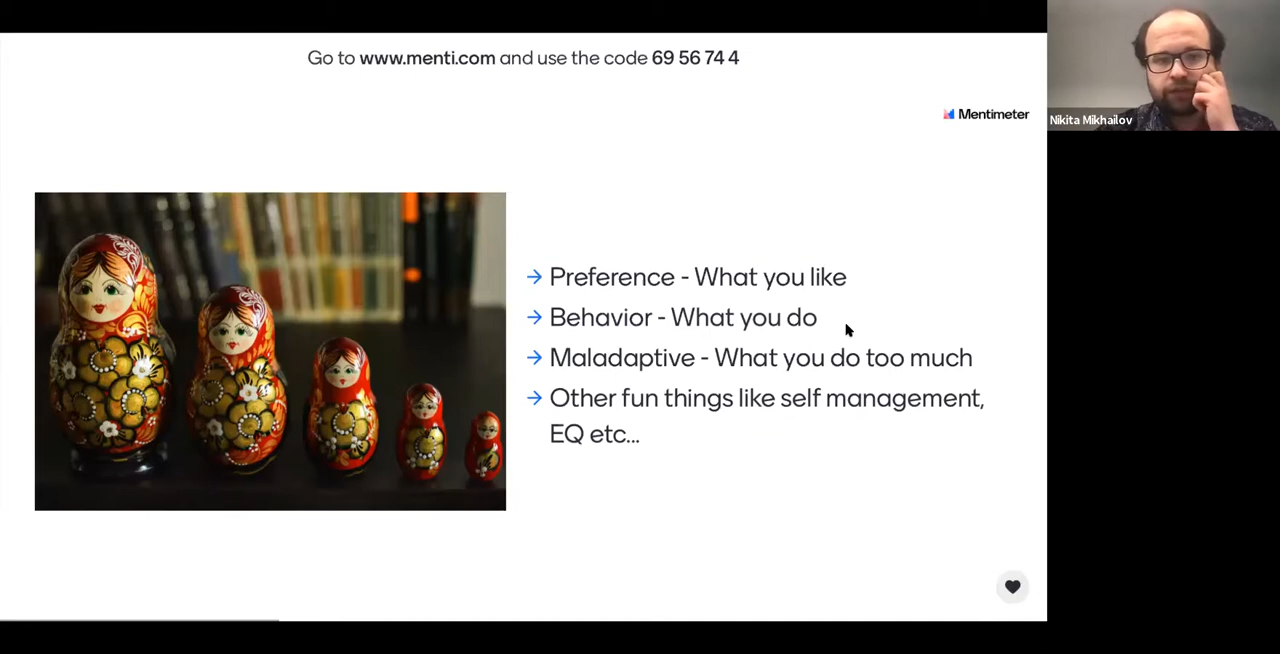 Go to www.menti.com and use the code 69 56 74 4
Mentimeter
Nikita Mikhailov
→ Preference - What you like
→ Behavior - What you do
→ Maladaptive - What you do too much
→ Other fun things like self management,
EQ etc...